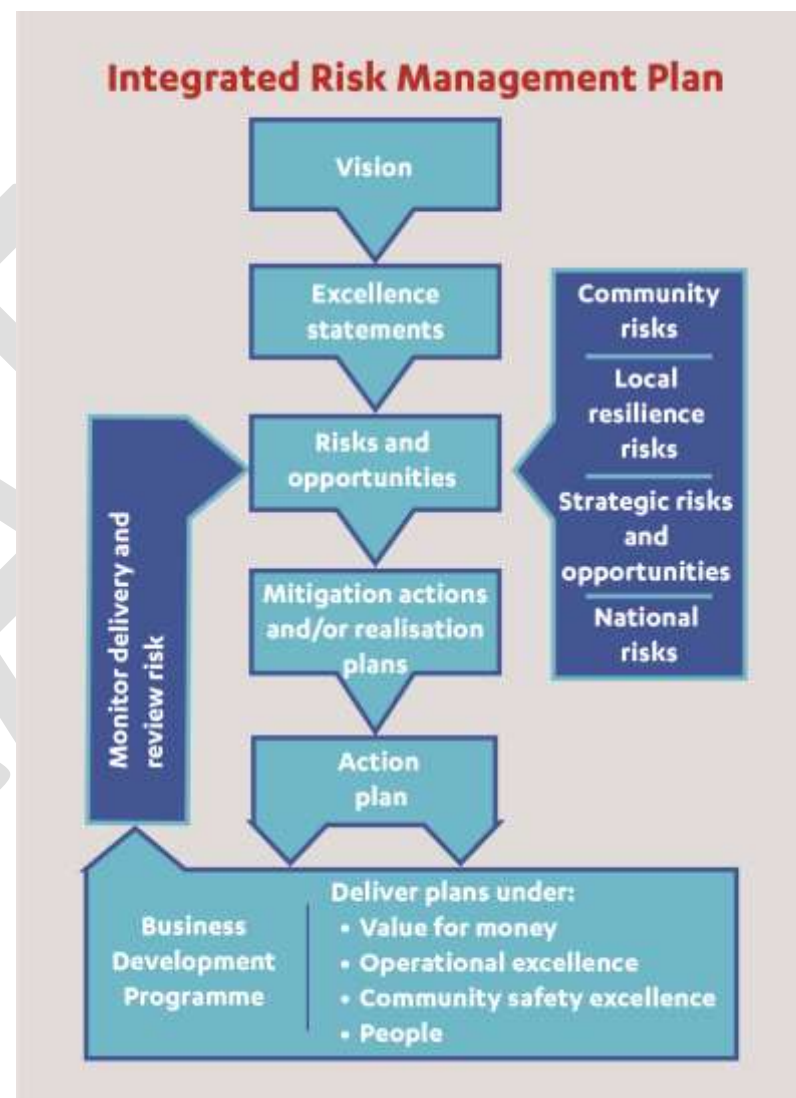 Integrated Risk Management Plan
Vision
Excellence
statements
Risks and
opportunities
Mitigation actions
and/or realisation
plans
Action
plan
Community
risks
Local
resilience
risks
Strategic risks
and
opportunities
National
risks
Monitor delivery and
review risk
Business
Development
Programme
Deliver plans under:
• Value for money
• Operational excellence
• Community safety excellence
• People